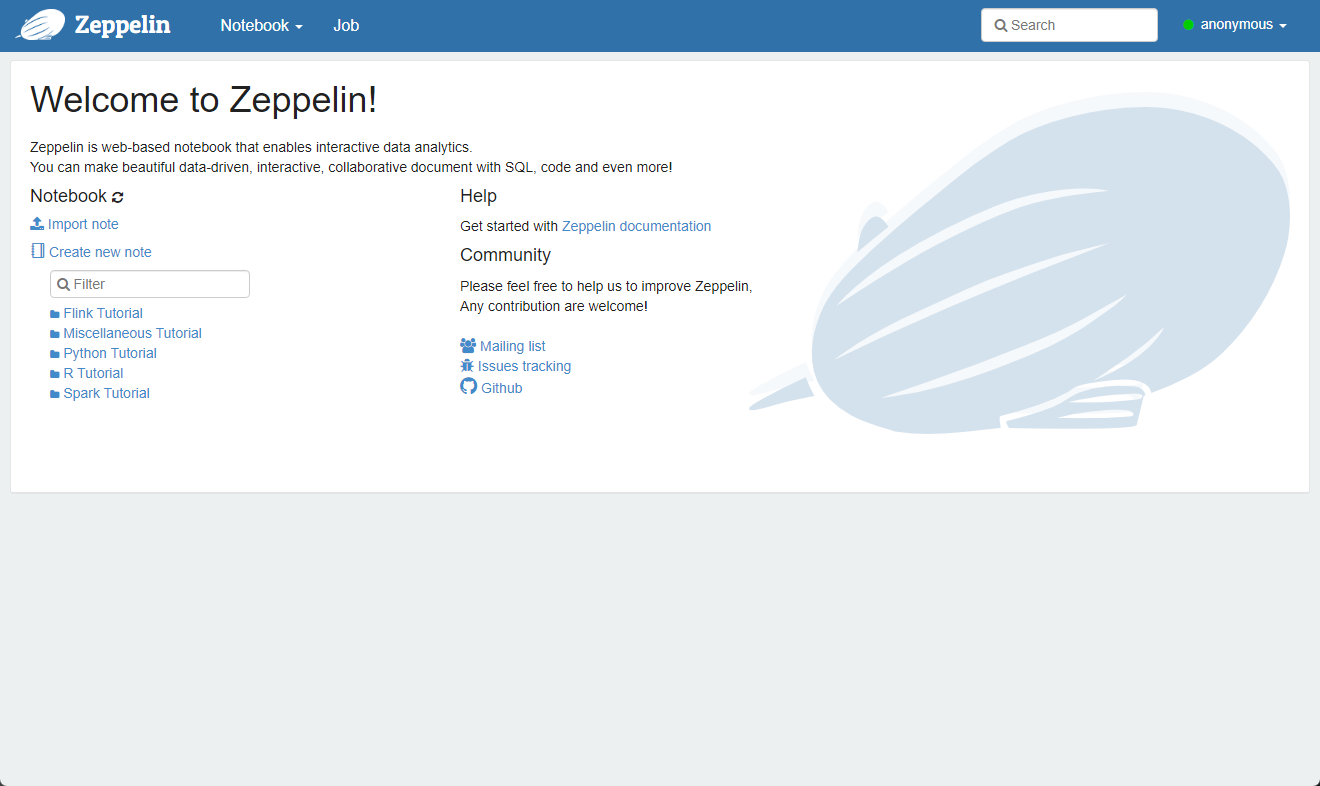 Zeppelin
Notebook
Job
Search
anonymous
Welcome to Zeppelin!
Zeppelin is web-based notebook that enables interactive data analytics.
You can make beautiful data-driven, interactive, collaborative document with SQL, code and even more!
Notebook
Import note
Create new note
Filter
Flink Tutorial
Miscellaneous Tutorial
Python Tutorial
R Tutorial
Spark Tutorial
Help
Get started with Zeppelin documentation
Community
Please feel free to help us to improve Zeppelin,
Any contribution are welcome!
Mailing list
Issues tracking
Github